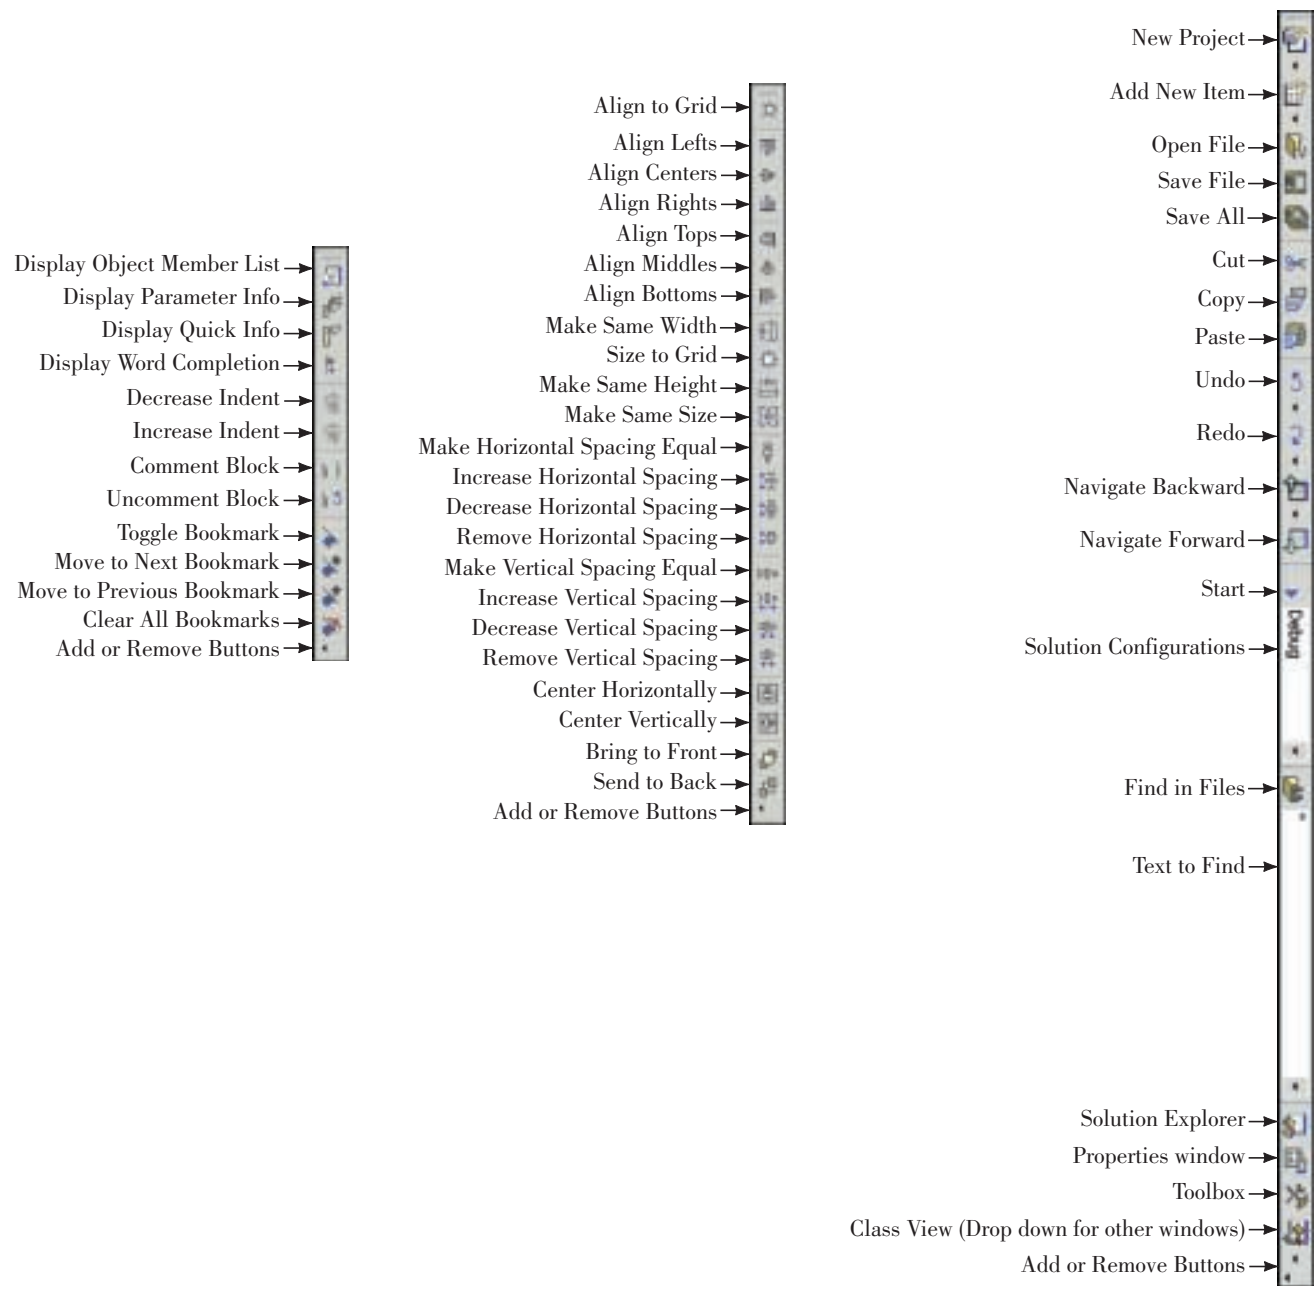 Display Object Member List
Display Parameter Info
Display Quick Info
Display Word Completion
Decrease Indent
Increase Indent
Comment Block
Uncomment Block
Toggle Bookmark
Move to Next Bookmark
Move to Previous Bookmark
Clear All Bookmarks
Add or Remove Buttons
Align to Grid
Align Lefts
Align Centers
Align Rights
Align Tops
Align Middles
Align Bottoms
Make Same Width
Size to Grid
Make Same Height
Make Same Size
Make Horizontal Spacing Equal
Increase Horizontal Spacing
Decrease Horizontal Spacing
Remove Horizontal Spacing
Make Vertical Spacing Equal
Increase Vertical Spacing
Decrease Vertical Spacing
Remove Vertical Spacing
Center Horizontally
Center Vertically
Bring to Front
Send to Back
Add or Remove Buttons
New Project
Add New Item
Open File
Save File
Save All
Cut
Copy
Paste
Undo
Redo
Navigate Backward
Navigate Forward
Start
Debug
Solution Configurations
Find in Files
Text to Find
Solution Explorer
Properties window
Toolbox
Class View (Drop down for other windows)
Add or Remove Buttons